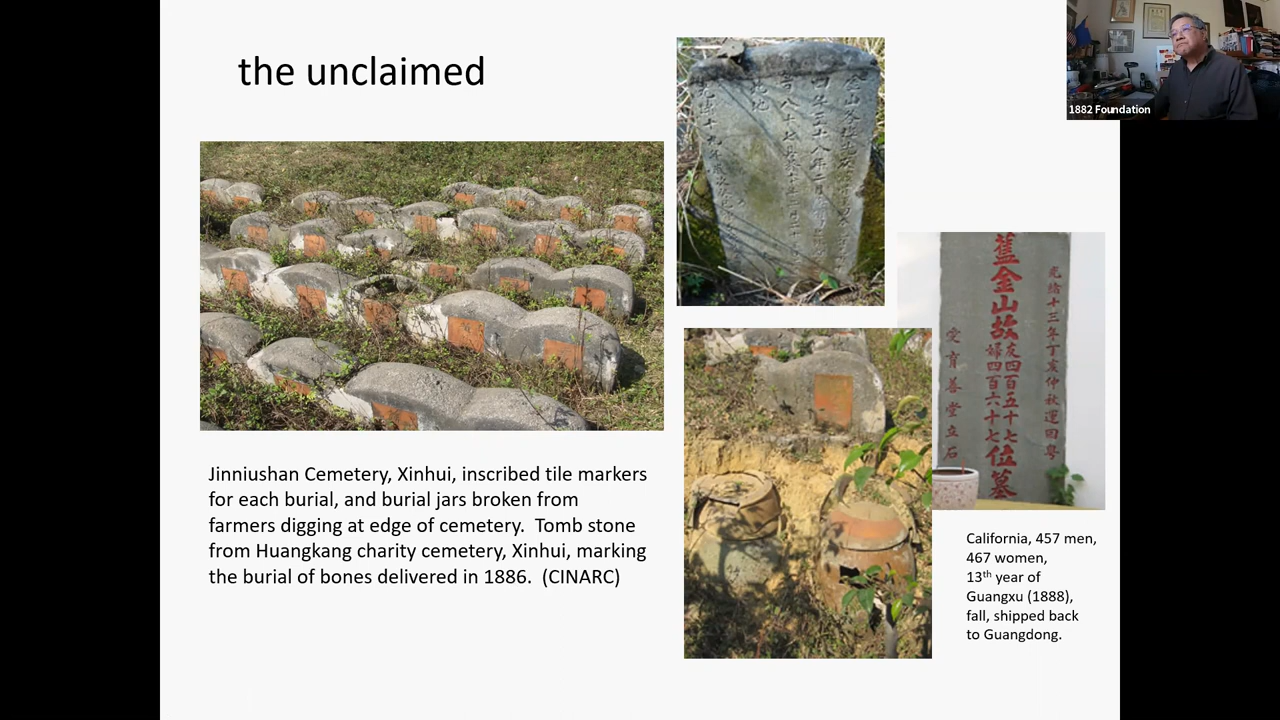 the unclaimed
1882 Foundation
光緒十三年丁亥仲秋運回粵
舊金山故
友四百五十七
婦四百六十七
位墓
愛育善堂立石
Jinniushan Cemetery, Xinhui, inscribed tile markers
for each burial, and burial jars broken from
farmers digging at edge of cemetery. Tomb stone
from Huangkang charity cemetery, Xinhui, marking
the burial of bones delivered in 1886. (CINARC)
California, 457 men,
467 women,
13th year of
Guangxu (1888),
fall, shipped back
to Guangdong.